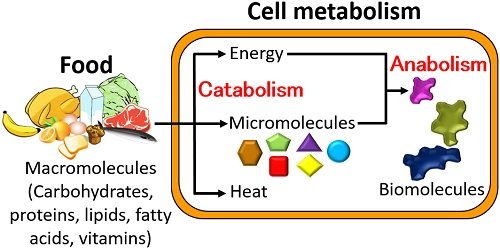 Cell metabolism
Food
Energy
Catabolism
Anabolism
Micromolecules
Heat
Biomolecules
Macromolecules
(Carbohydrates,
proteins, lipids, fatty
acids, vitamins)